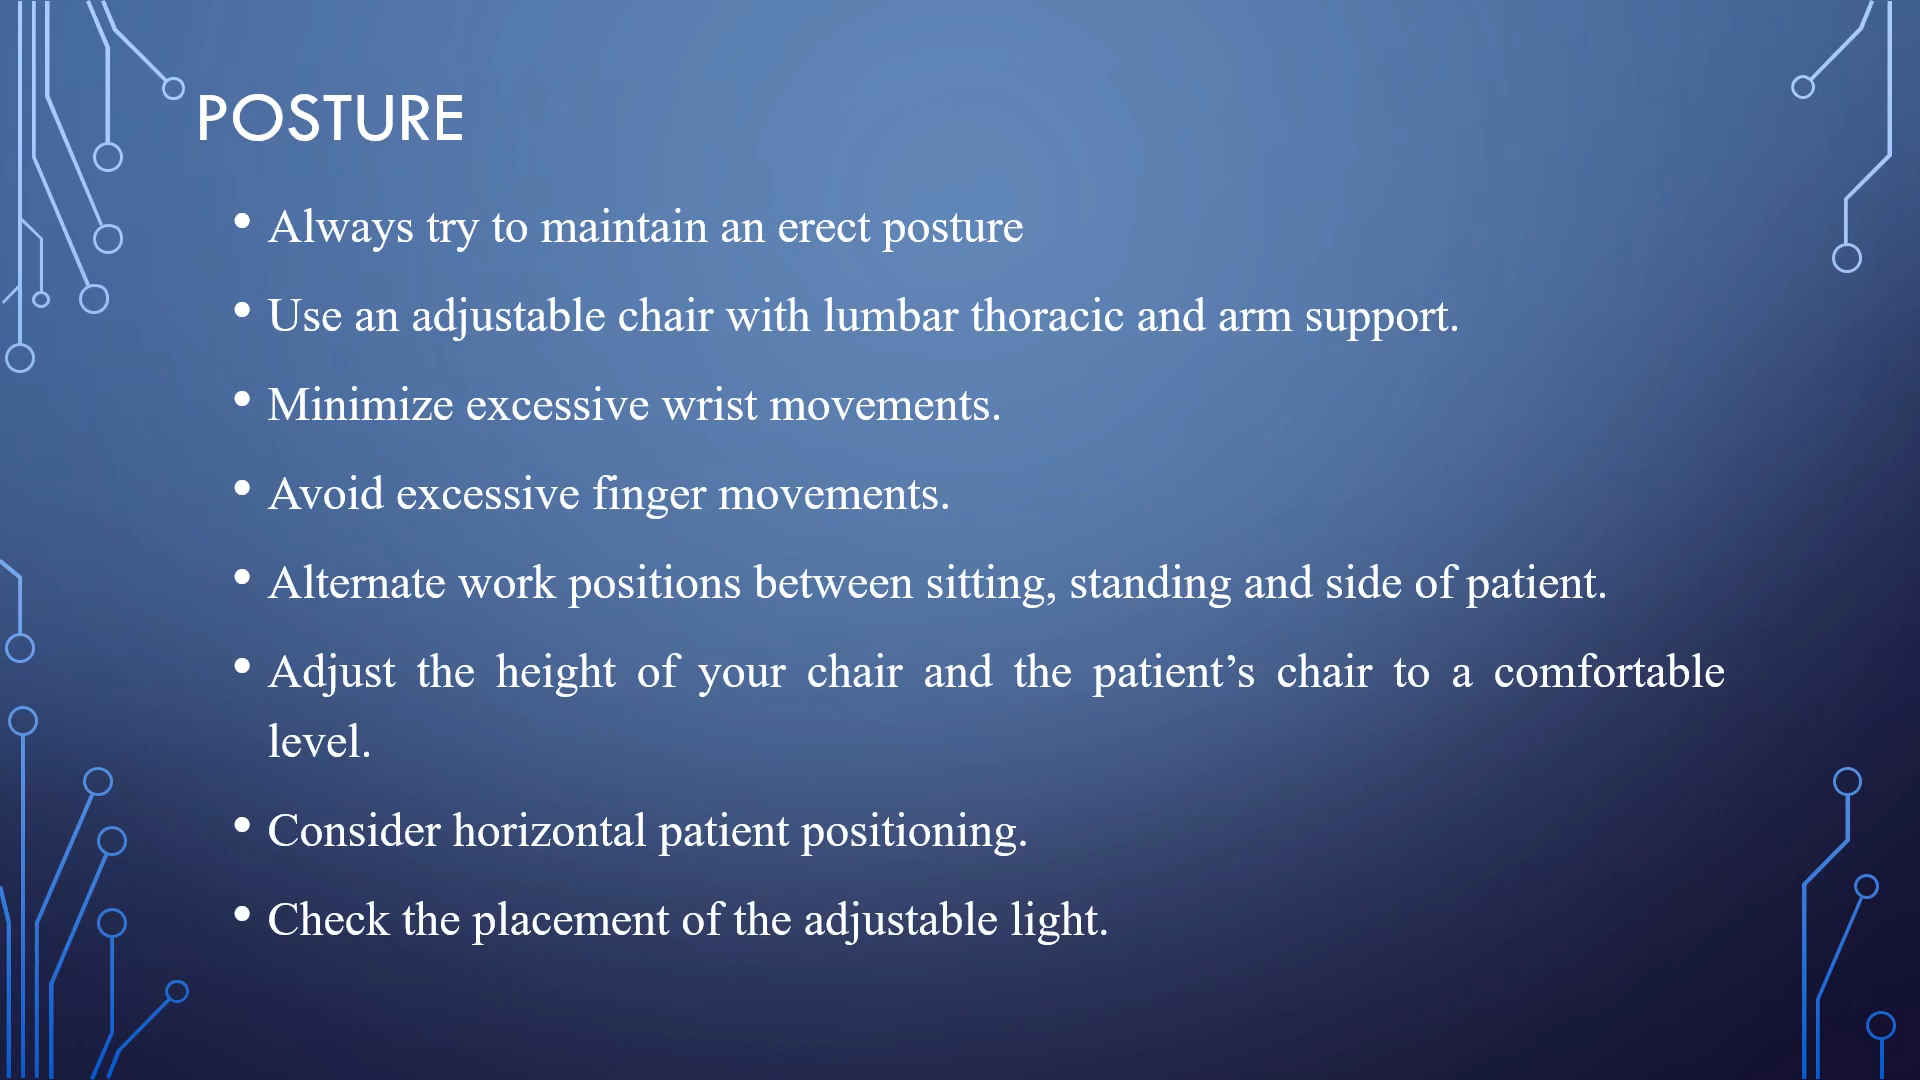 POSTURE
• Always try to maintain an erect posture
• Use an adjustable chair with lumbar thoracic and arm support.
• Minimize excessive wrist movements.
• Avoid excessive finger movements.
• Alternate work positions between sitting, standing and side of patient.
• Adjust the height of your chair and the patient’s chair to a comfortable
level.
• Consider horizontal patient positioning.
• Check the placement of the adjustable light.